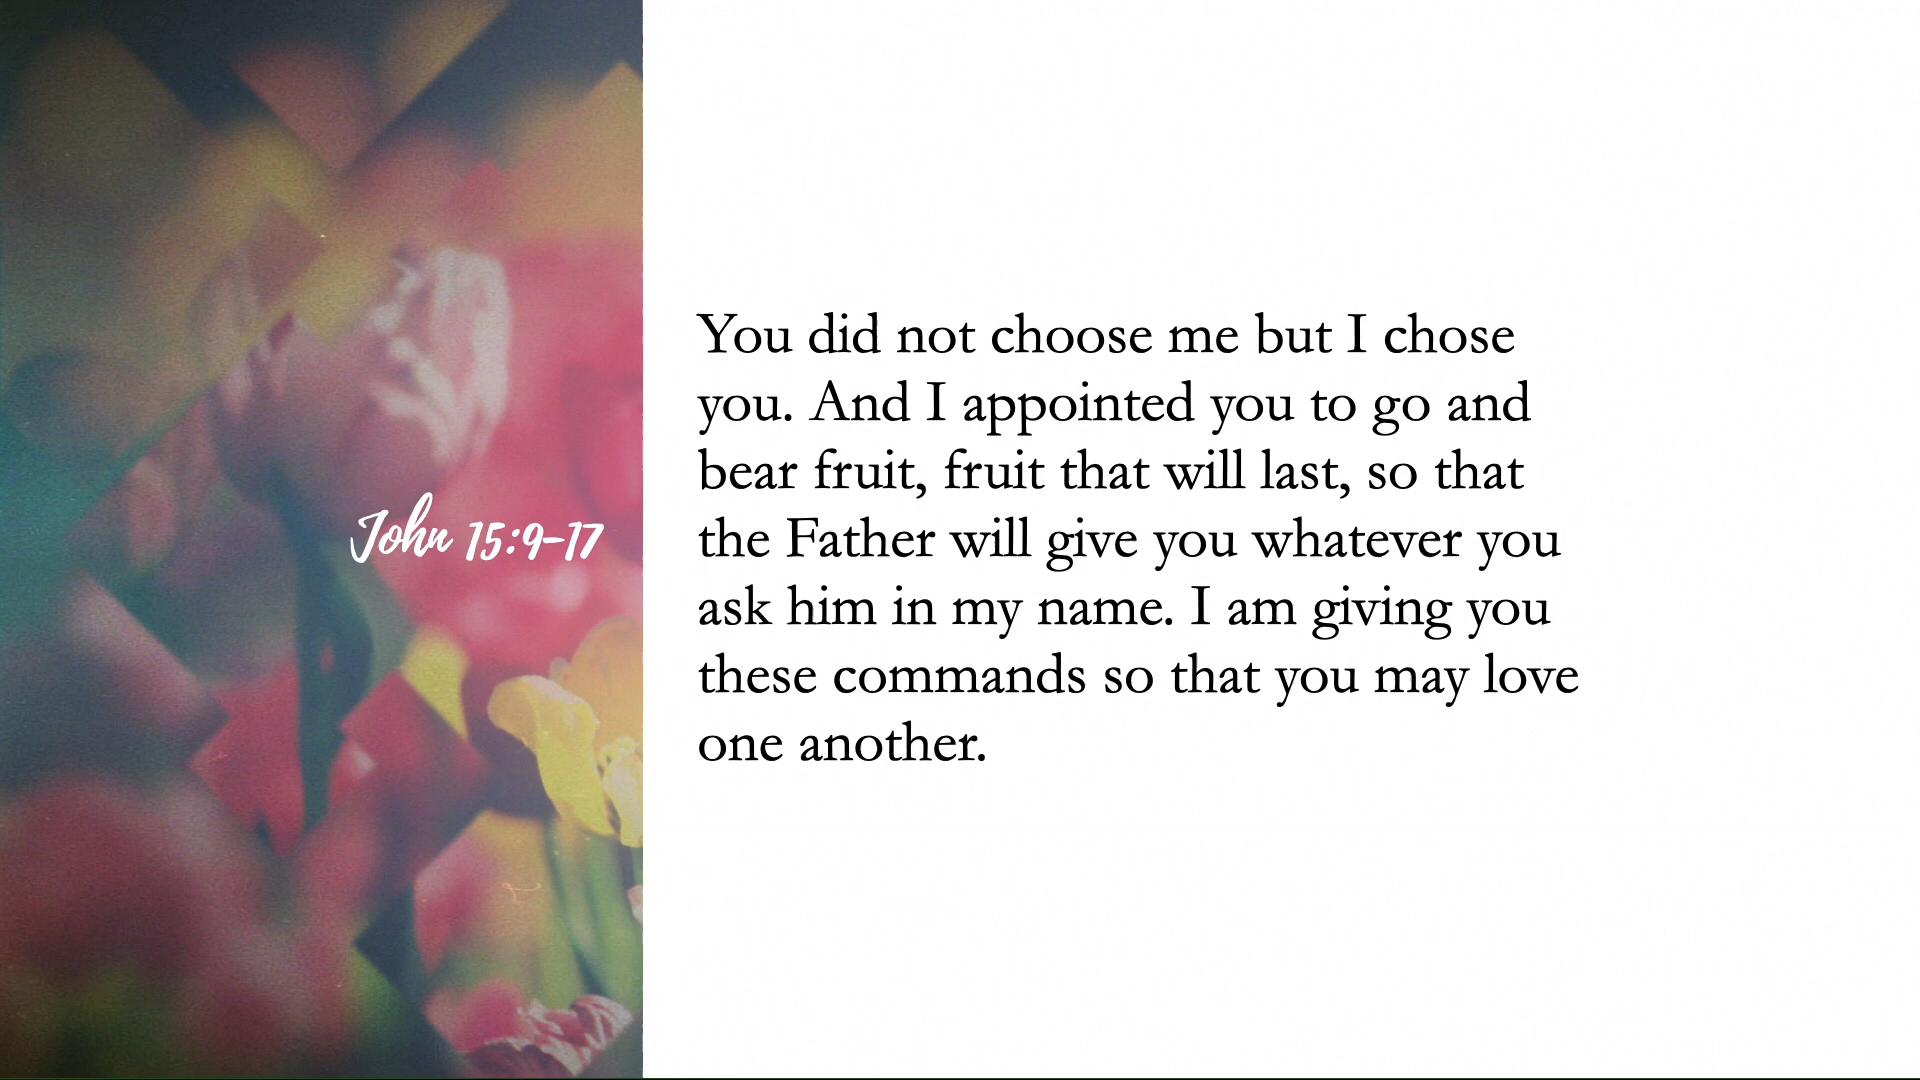 John 15:9-17
You did not choose me but I chose
you. And I appointed you to go and
bear fruit, fruit that will last, so that
the Father will give you whatever you
ask him in my name. I am giving you
these commands so that you may love
one another.